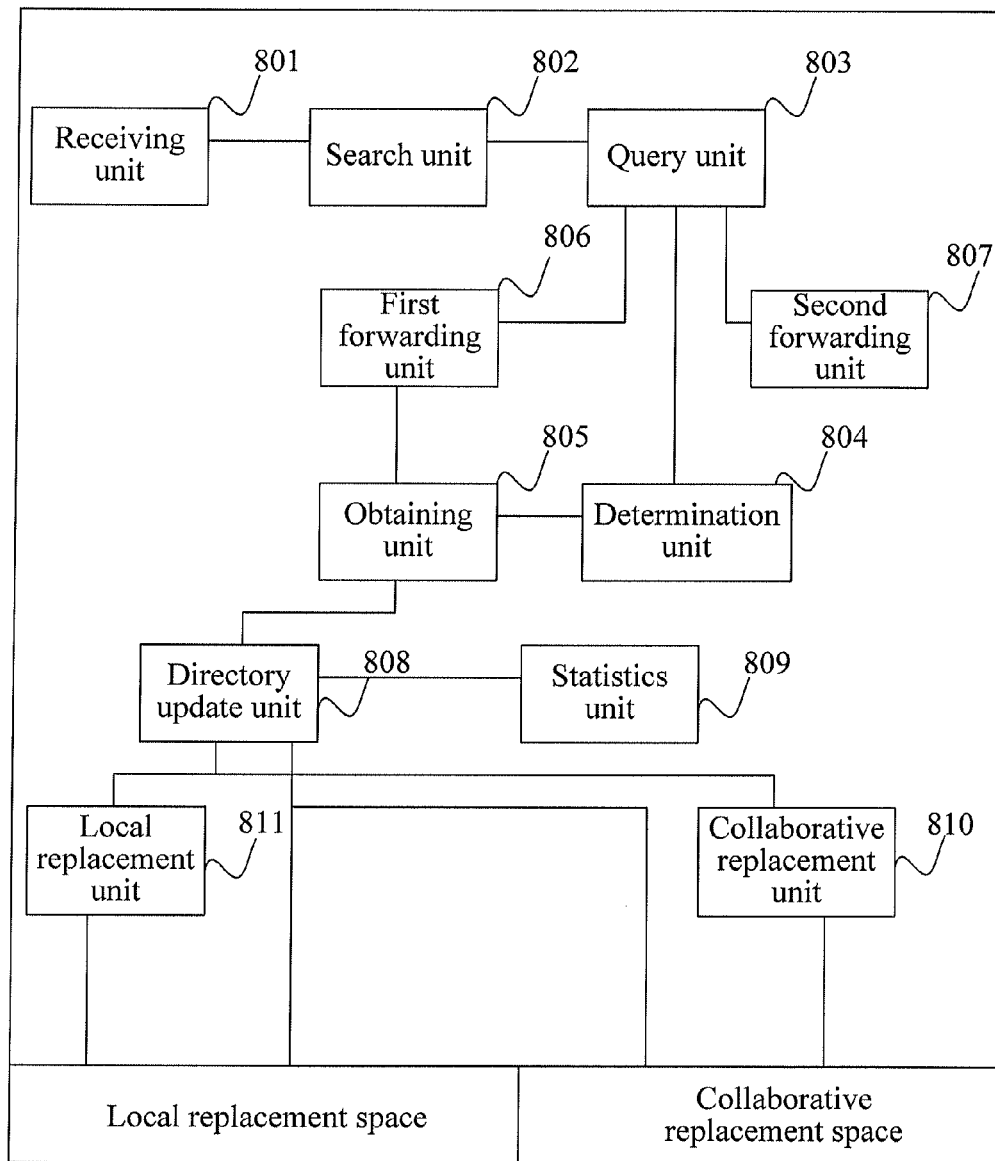 801
802
803
Receiving
unit
Search unit
Query unit
806
807
First
forwarding
unit
Second
forwarding
unit
805
804
Obtaining
unit
Determination
unit
Directory
update unit
808
Statistics
unit
809
Local
replacement
unit
811
Collaborative
replacement
unit
810
Local replacement space
Collaborative
replacement space